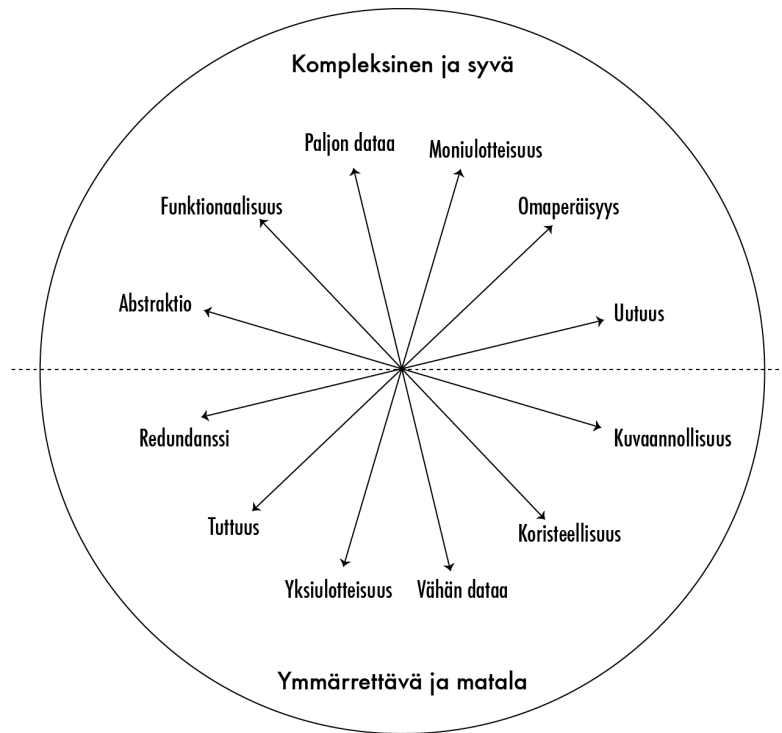 Kompleksinen ja syvä
Paljon dataa
Moniulotteisuus
Funktionaalisuus
Omaperäisyys
Abstraktio
Uutuus
Redundanssi
Kuvaannollisuus
Tuttuus
Koristeellisuus
Yksiulotteisuus
Vähän dataa
Ymmärrettävä ja matala